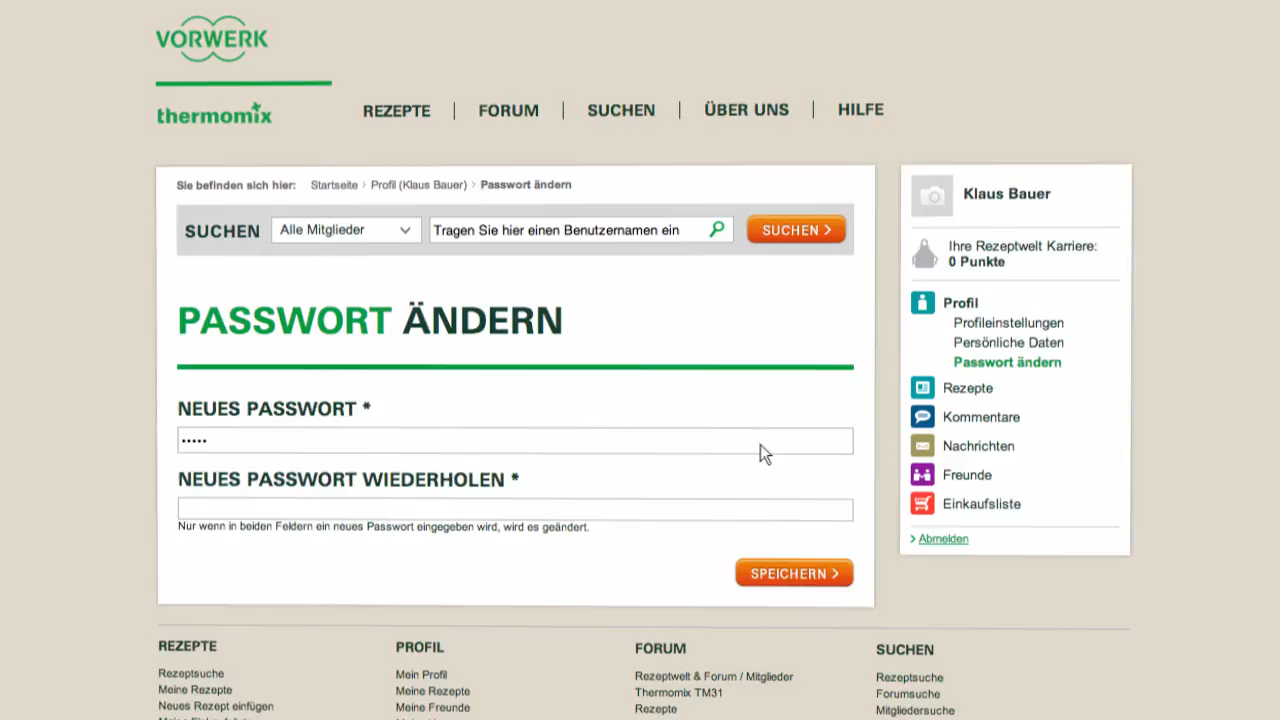 VORWERK
thermomix
REZEPTE | FORUM | SUCHEN | ÜBER UNS | HILFE
Sie befinden sich hier: Startseite › Profil (Klaus Bauer) › Passwort ändern
SUCHEN Alle Mitglieder Tragen Sie hier einen Benutzernamen ein SUCHEN >
PASSWORT ÄNDERN
NEUES PASSWORT *
•••••
NEUES PASSWORT WIEDERHOLEN *
Nur wenn in beiden Feldern ein neues Passwort eingegeben wird, wird es geändert.
SPEICHERN >
Klaus Bauer
Ihre Rezeptwelt Karriere:
0 Punkte
Profil
Profileinstellungen
Persönliche Daten
Passwort ändern
Rezepte
Kommentare
Nachrichten
Freunde
Einkaufsliste
> Abmelden
REZEPTE
Rezeptsuche
Meine Rezepte
Neues Rezept einfügen
PROFIL
Mein Profil
Meine Rezepte
Meine Freunde
FORUM
Rezeptwelt & Forum / Mitglieder
Thermomix TM31
Rezepte
SUCHEN
Rezeptsuche
Forumsuche
Mitgliedersuche